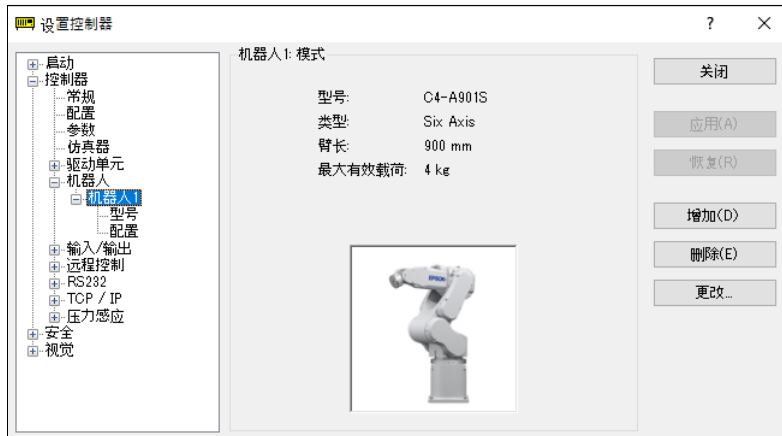 设置控制器
启动
控制器
常规
配置
参数
仿真器
驱动单元
机器人
机器人1
型号
配置
输入/输出
远程控制
RS232
TCP / IP
压力感应
安全
视觉
机器人1: 模式
型号: C4-A901S
类型: Six Axis
臂长: 900 mm
最大有效载荷: 4 kg
EPSON
关闭
应用(A)
恢复(R)
增加(D)
删除(E)
更改...